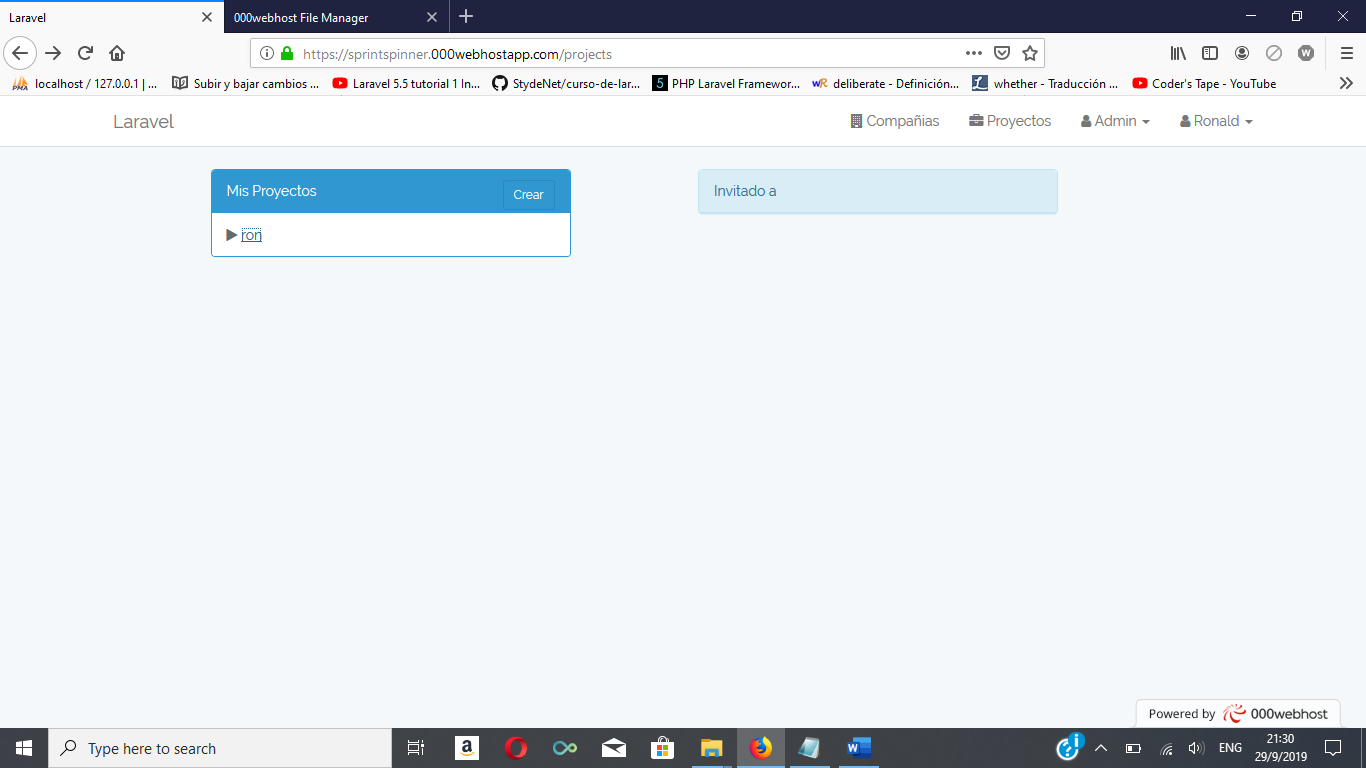 Laravel
000webhost File Manager
https://sprintspinner.000webhostapp.com/projects
localhost / 127.0.0.1 | ...
Subir y bajar cambios ...
Laravel 5.5 tutorial 1 In...
StydeNet/curso-de-lar...
5
PHP Laravel Framewor...
wR
deliberate - Definición...
whether - Traducción ...
Coder's Tape - YouTube
Laravel
Compañias
Proyectos
Admin
Ronald
Mis Proyectos
Crear
ron
Invitado a
Powered by 000webhost
Type here to search
ENG
21:30
29/9/2019